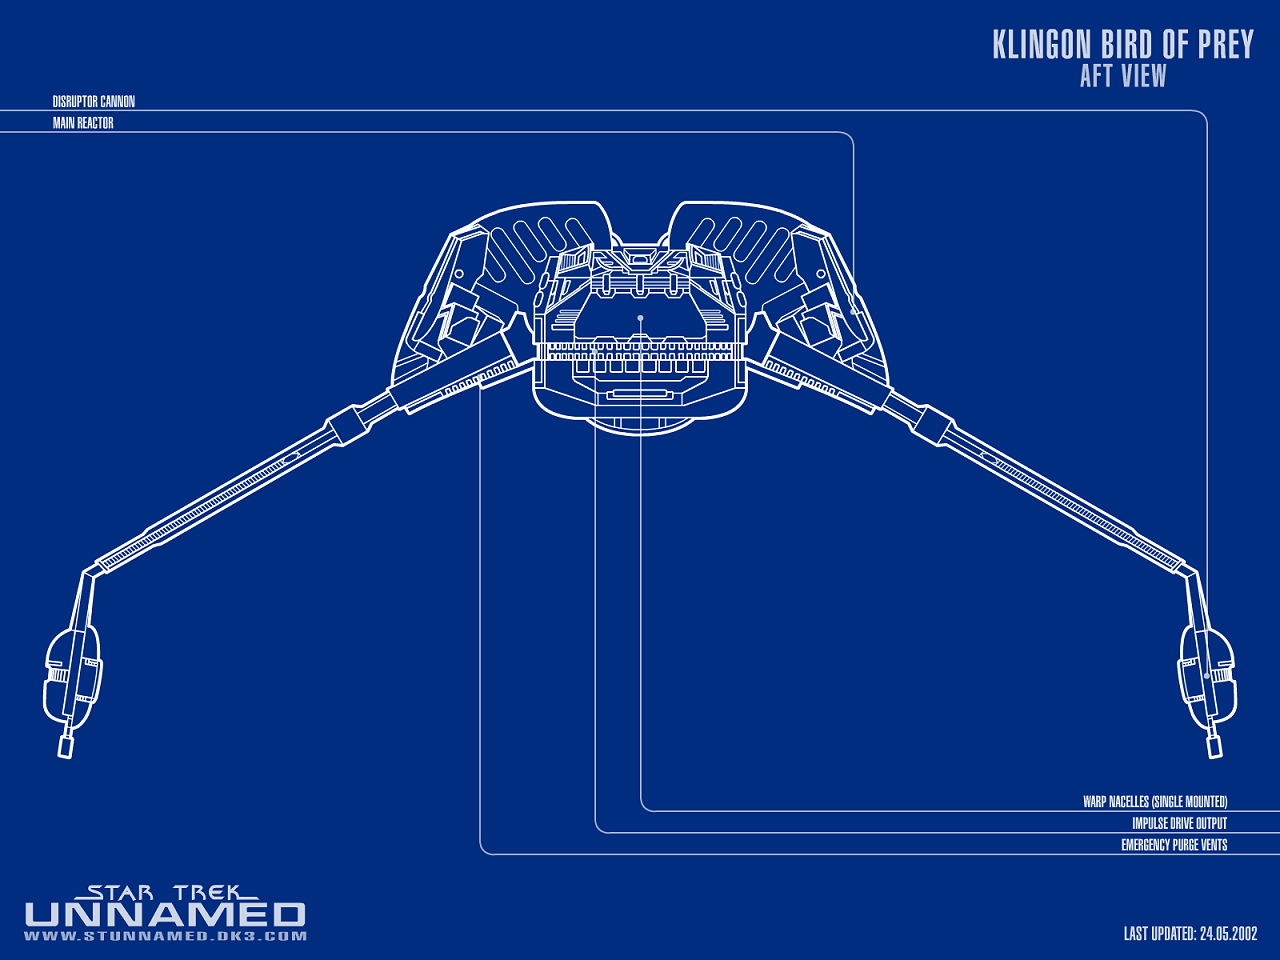 KLINGON BIRD OF PREY
AFT VIEW
DISRUPTOR CANNON
MAIN REACTOR
WARP NACELLES (SINGLE MOUNTED)
IMPULSE DRIVE OUTPUT
EMERGENCY PURGE VENTS
STAR TREK
UNNAMED
WWW.STUNNAMED.DK3.COM
LAST UPDATED: 24.05.2002